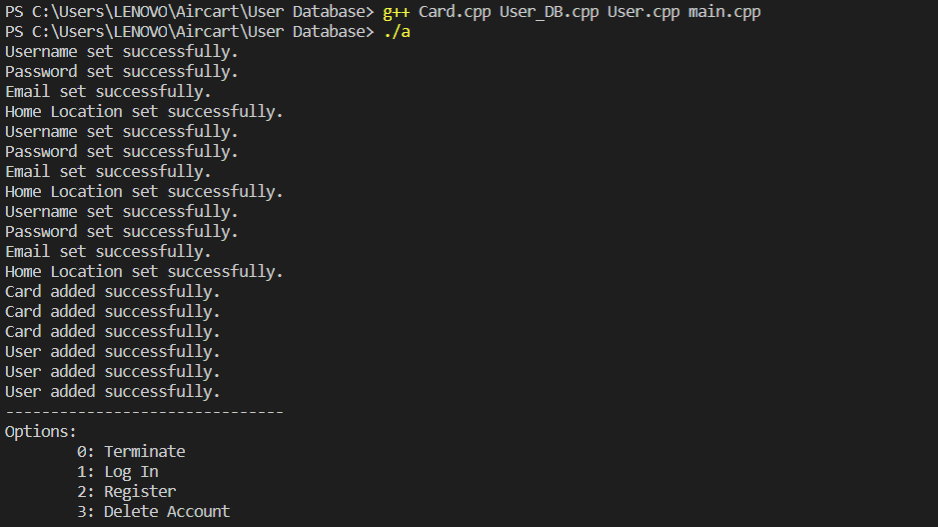 PS C:\Users\LENOVO\Aircart\User Database> g++ Card.cpp User_DB.cpp User.cpp main.cpp
PS C:\Users\LENOVO\Aircart\User Database> ./a
Username set successfully.
Password set successfully.
Email set successfully.
Home Location set successfully.
Username set successfully.
Password set successfully.
Email set successfully.
Home Location set successfully.
Username set successfully.
Password set successfully.
Email set successfully.
Home Location set successfully.
Card added successfully.
Card added successfully.
Card added successfully.
User added successfully.
User added successfully.
User added successfully.
-------------------------------
Options:
        0: Terminate
        1: Log In
        2: Register
        3: Delete Account